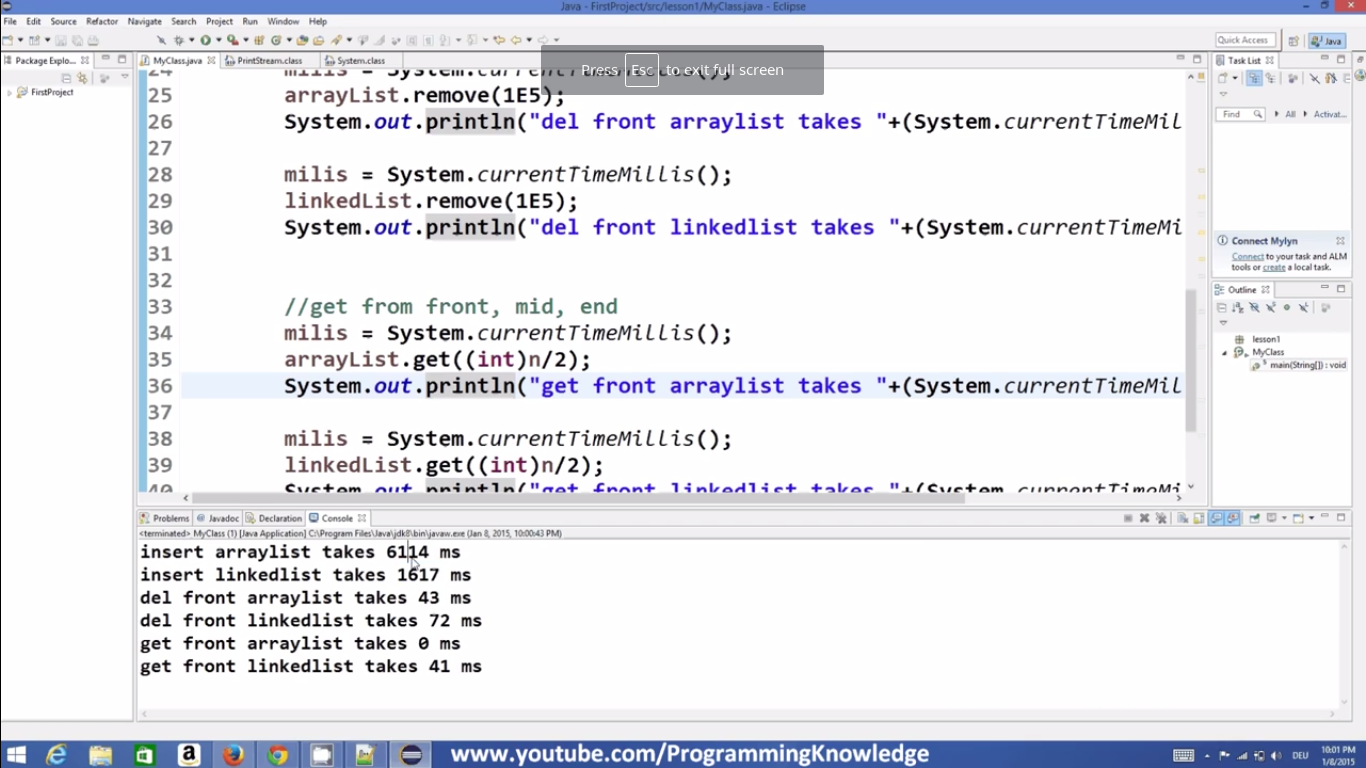 Java - FirstProject/src/lesson1/MyClass.java - Eclipse
File Edit Source Refactor Navigate Search Project Run Window Help
Quick Access
Java
Package Explo...
MyClass.java
PrintStream.class
System.class
Task List
Press Esc to exit full screen
FirstProject
24 milis = System.currentTimeMillis();
25 arrayList.remove(1E5);
26 System.out.println("del front arraylist takes "+(System.currentTimeMil
27
28 milis = System.currentTimeMillis();
29 linkedList.remove(1E5);
30 System.out.println("del front linkedlist takes "+(System.currentTimeMi
31
32
33 //get from front, mid, end
34 milis = System.currentTimeMillis();
35 arrayList.get((int)n/2);
36 System.out.println("get front arraylist takes "+(System.currentTimeMil
37
38 milis = System.currentTimeMillis();
39 linkedList.get((int)n/2);
40 System.out.println("get front linkedlist takes "+(System.currentTimeMi
Find All Activat...
Connect Mylyn
Connect to your task and ALM
tools or create a local task.
Outline
lesson1
MyClass
main(String[]) : void
Problems Javadoc Declaration Console
<terminated> MyClass (1) [Java Application] C:\Program Files\Java\jdk8\bin\javaw.exe (Jan 8, 2015, 10:00:43 PM)
insert arraylist takes 6114 ms
insert linkedlist takes 1617 ms
del front arraylist takes 43 ms
del front linkedlist takes 72 ms
get front arraylist takes 0 ms
get front linkedlist takes 41 ms
www.youtube.com/ProgrammingKnowledge
DEU
10:01 PM
1/8/2015